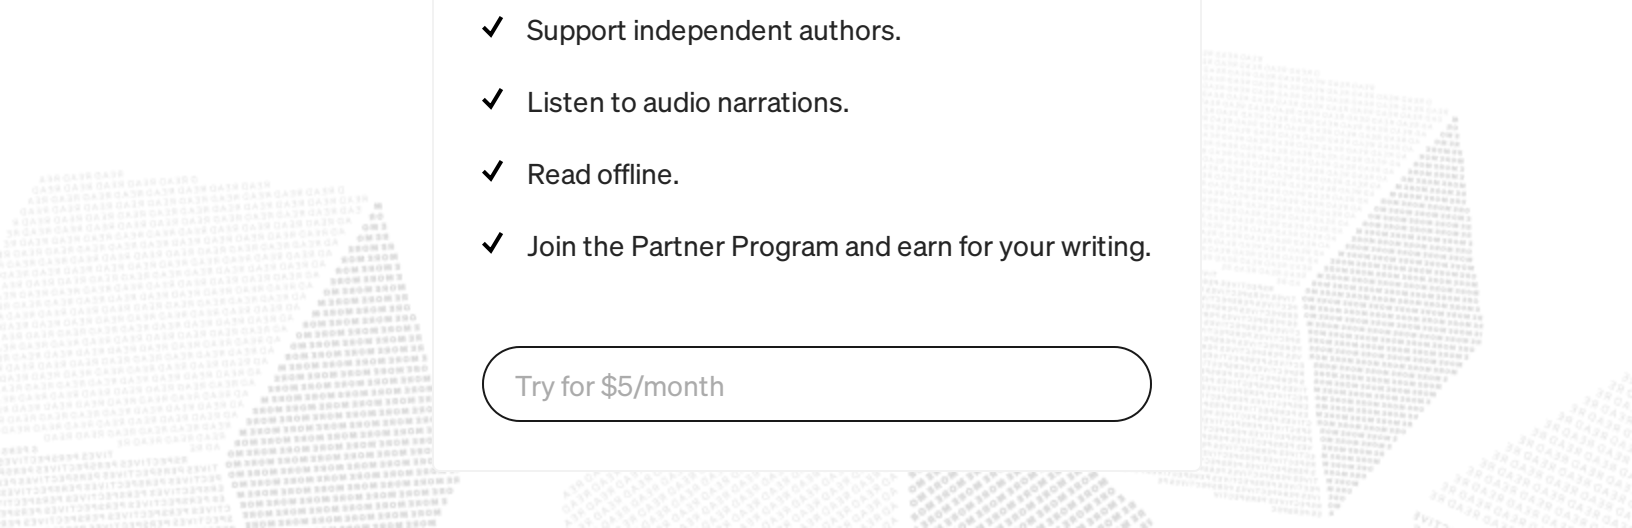 Support independent authors.
Listen to audio narrations.
Read offline.
Join the Partner Program and earn for your writing.
Try for $5/month